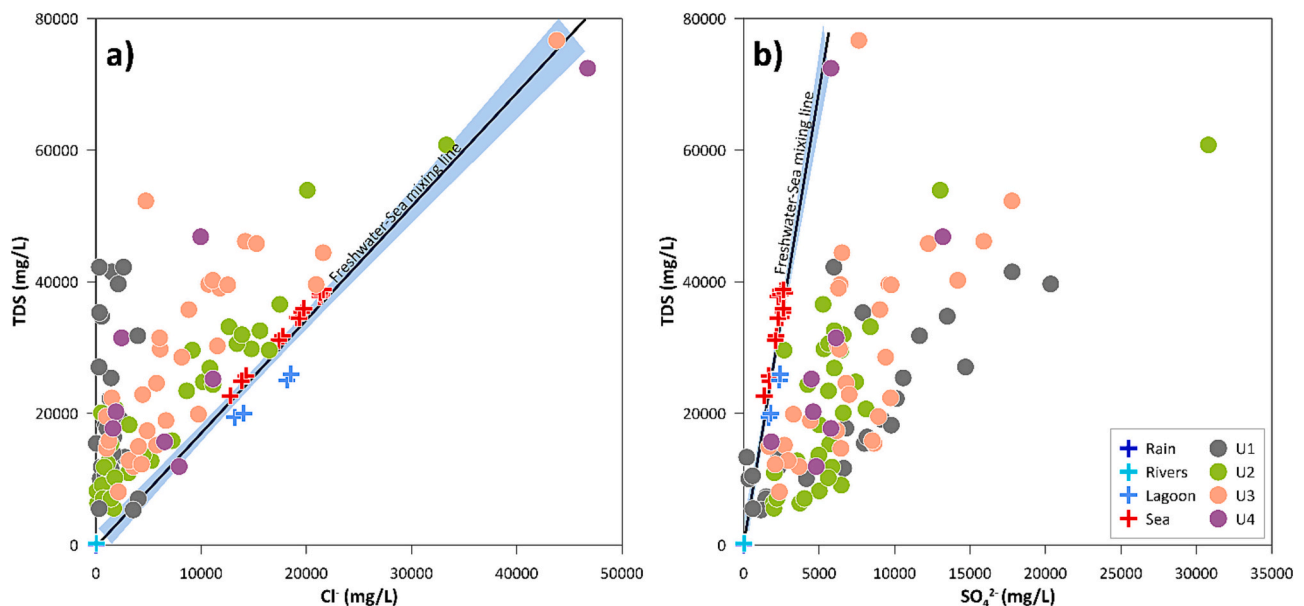 a)
80000
60000
40000
20000
0
TDS (mg/L)
Freshwater-Sea mixing line
0 10000 20000 30000 40000 50000
Cl⁻ (mg/L)
b)
80000
60000
40000
20000
0
TDS (mg/L)
Freshwater-Sea mixing line
Rain U1
Rivers U2
Lagoon U3
Sea U4
0 5000 10000 15000 20000 25000 30000 35000
SO₄²⁻ (mg/L)